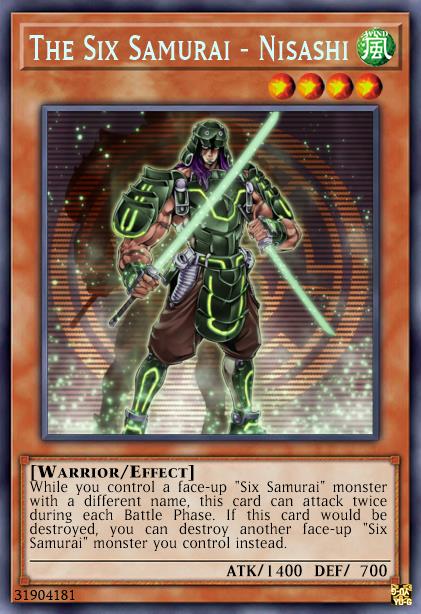 The Six Samurai - Nisashi
WIND
風
[Warrior/Effect]
While you control a face-up "Six Samurai" monster
with a different name, this card can attack twice
during each Battle Phase. If this card would be
destroyed, you can destroy another face-up "Six
Samurai" monster you control instead.
ATK/1400 DEF/ 700
31904181